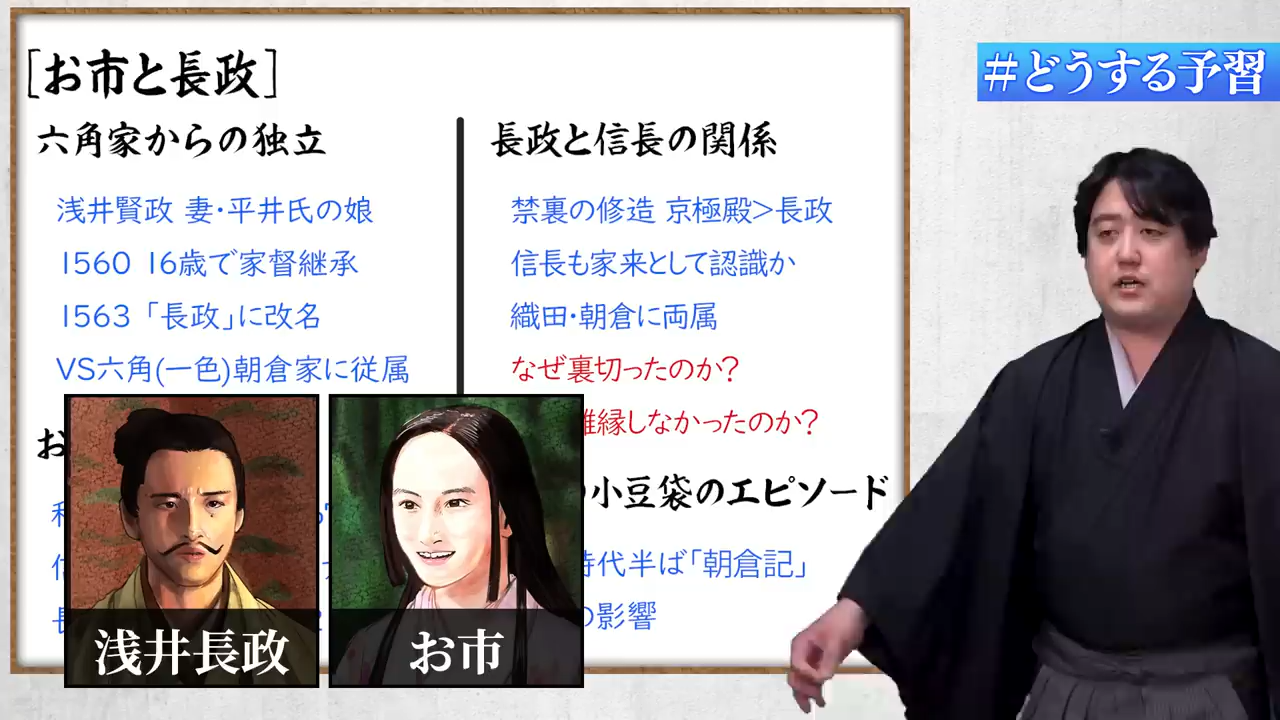 [お市と長政]
六角家からの独立
浅井賢政 妻・平井氏の娘
1560 16歳で家督継承
1563「長政」に改名
VS六角(一色)朝倉家に従属
お
長政と信長の関係
禁裏の修造 京極殿>長政
信長も家来として認識か
織田・朝倉に両属
なぜ裏切ったのか?
離縁しなかったのか?
小豆袋のエピソード
時代半ば「朝倉記」
の影響
浅井長政
お市
#どうする予習